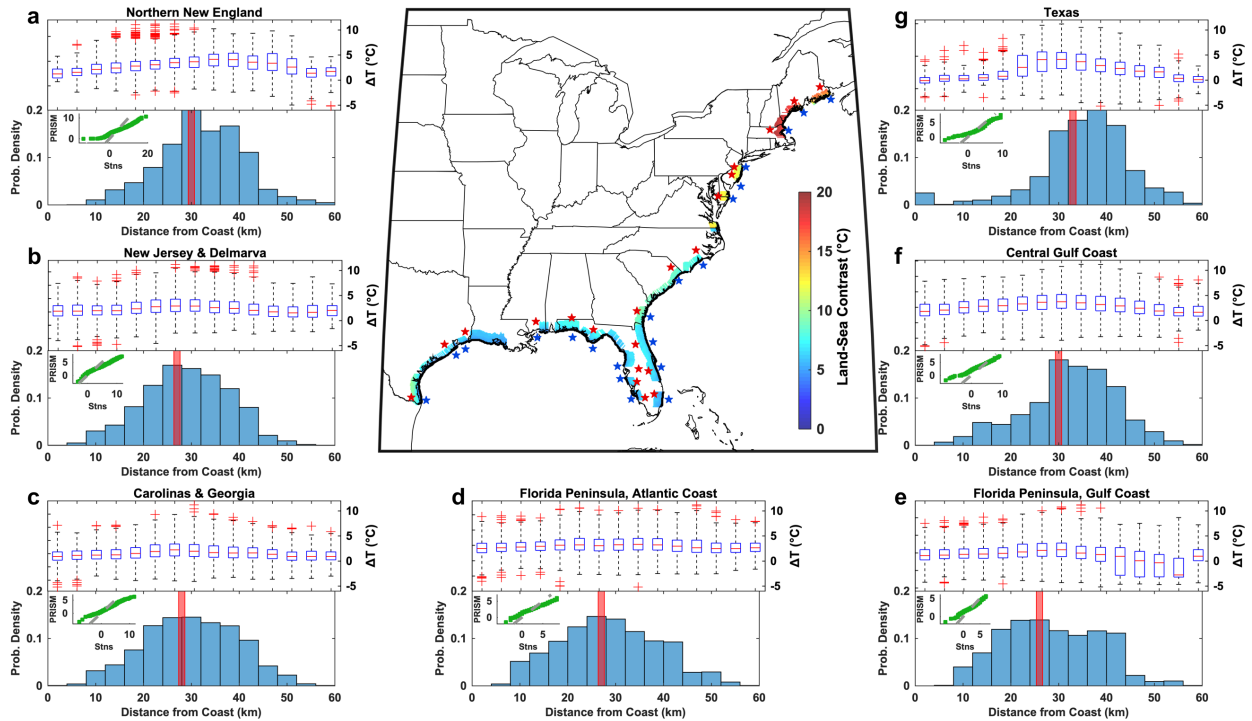 a Northern New England
10
5
0
-5
ΔT (°C)
0.2
0.1
0
Prob. Density
10
0
PRISM
0 20
Stns
0 10 20 30 40 50 60
Distance from Coast (km)
b New Jersey & Delmarva
10
5
0
-5
ΔT (°C)
0.2
0.1
0
Prob. Density
5
0
PRISM
0 10
Stns
0 10 20 30 40 50 60
Distance from Coast (km)
c Carolinas & Georgia
10
5
0
-5
ΔT (°C)
0.2
0.1
0
Prob. Density
5
0
PRISM
0 10
Stns
0 10 20 30 40 50 60
Distance from Coast (km)
20
15
10
5
0
Land-Sea Contrast (°C)
d Florida Peninsula, Atlantic Coast
10
5
0
-5
ΔT (°C)
0.2
0.1
0
Prob. Density
5
0
PRISM
0 5
Stns
0 10 20 30 40 50 60
Distance from Coast (km)
g Texas
10
5
0
-5
ΔT (°C)
0.2
0.1
0
Prob. Density
5
0
PRISM
0 10
Stns
0 10 20 30 40 50 60
Distance from Coast (km)
f Central Gulf Coast
10
5
0
-5
ΔT (°C)
0.2
0.1
0
Prob. Density
5
0
PRISM
0 10
Stns
0 10 20 30 40 50 60
Distance from Coast (km)
e Florida Peninsula, Gulf Coast
10
5
0
-5
ΔT (°C)
0.2
0.1
0
Prob. Density
5
0
PRISM
0 5
Stns
0 10 20 30 40 50 60
Distance from Coast (km)